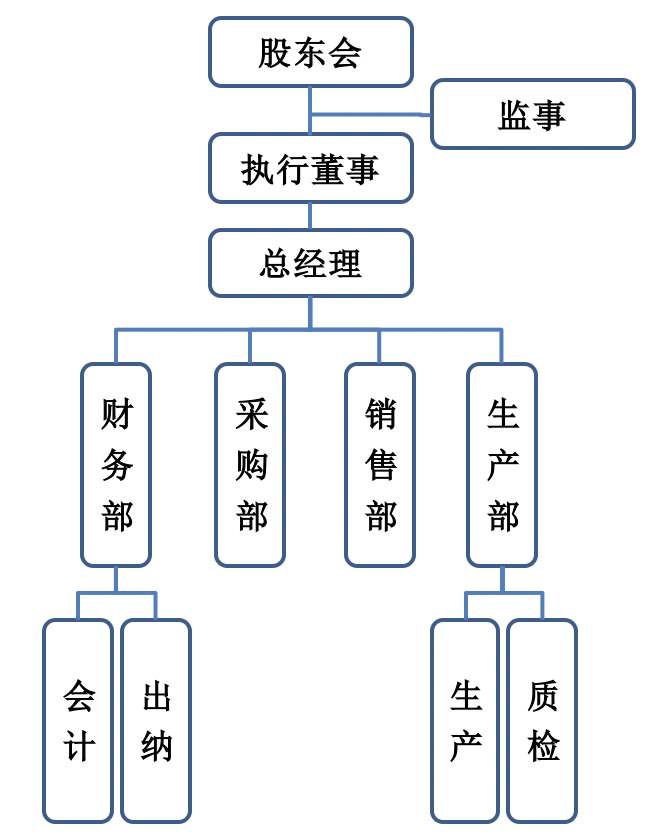 股东会
监事
执行董事
总经理
财务部
采购部
销售部
生产部
会计
出纳
生产
质检